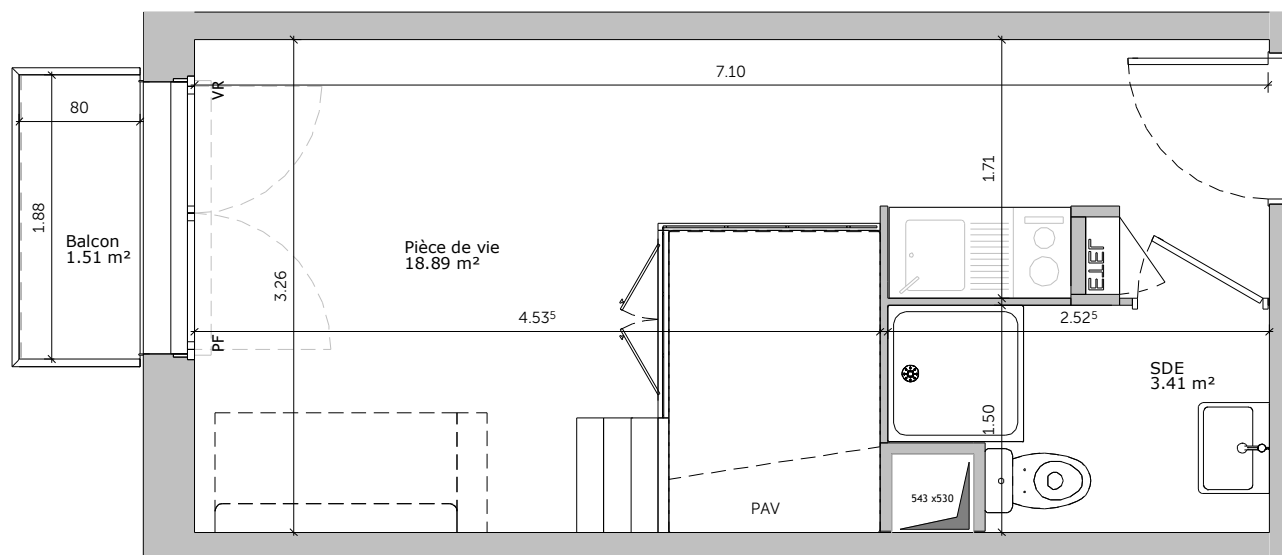 7.10
VR
80
1.71
1.88
Balcon
1.51 m²
Pièce de vie
18.89 m²
3.26
ETEL
4.53⁵
2.52⁵
PF
SDE
3.41 m²
1.50
543 x530
PAV